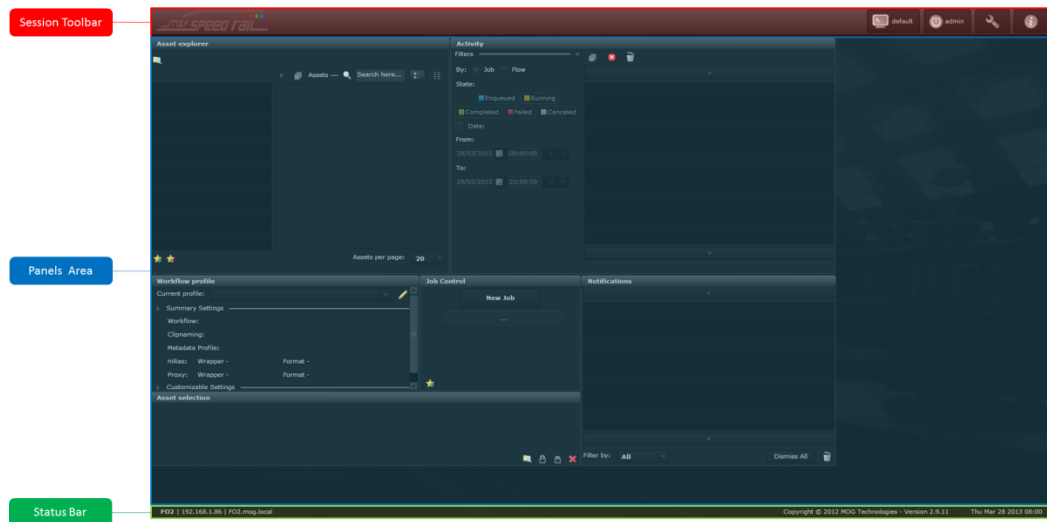 Session Toolbar
mog speed rail
default
admin
Asset explorer
Assets
Search here...
Assets per page: 20
Activity
Filters
By: Job Flow
State:
Enqueued Running
Completed Failed Canceled
Date:
From:
28/03/2013 00:00:00
To:
28/03/2013 23:59:59
Panels Area
Workflow profile
Current profile:
Summary Settings
Workflow:
Clipnaming:
Metadata Profile:
HiRes: Wrapper - Format -
Proxy: Wrapper - Format -
Customizable Settings
Job Control
New Job
...
Notifications
Asset selection
Filter by: All
Dismiss All
Status Bar
FO2 | 192.168.1.86 | FO2.mog.local
Copyright © 2012 MOG Technologies - Version 2.9.11
Thu Mar 28 2013 08:00